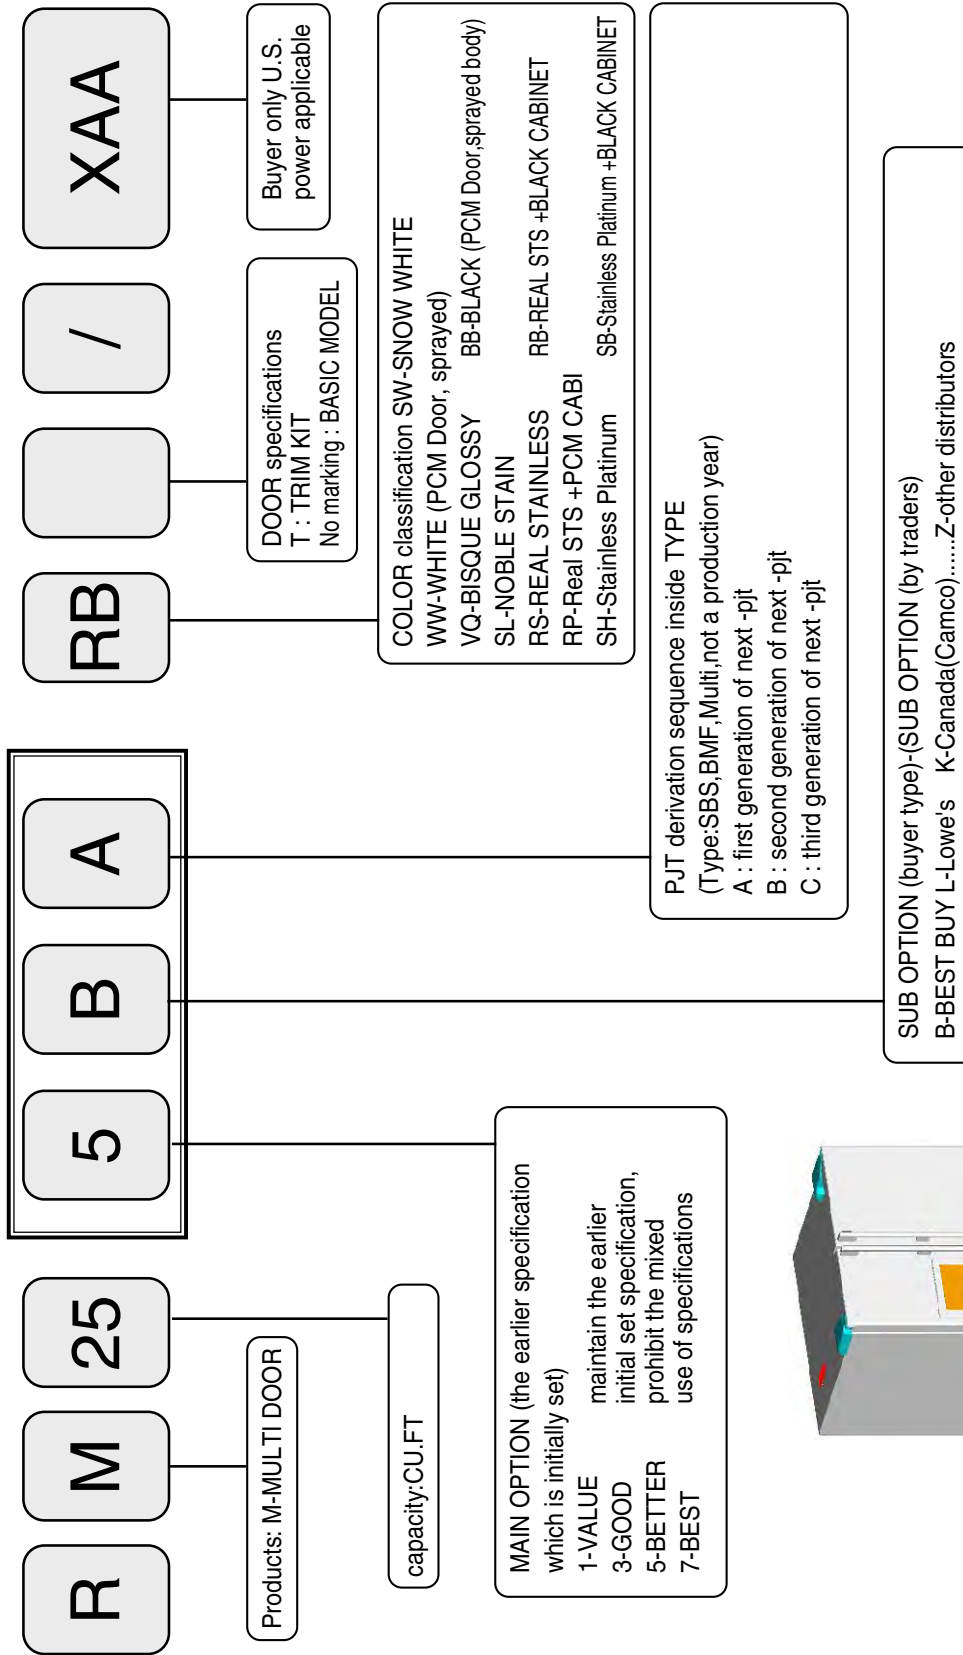 R M 25 5 B A RB / XAA
Products: M-MULTI DOOR
capacity:CU.FT
MAIN OPTION (the earlier specification
which is initially set)
1-VALUE maintain the earlier
3-GOOD initial set specification,
5-BETTER prohibit the mixed
7-BEST use of specifications
SUB OPTION (buyer type)-(SUB OPTION (by traders)
B-BEST BUY L-Lowe's K-Canada(Camco)......Z-other distributors
PJT derivation sequence inside TYPE
(Type:SBS,BMF,Multi,not a production year)
A : first generation of next -pjt
B : second generation of next -pjt
C : third generation of next -pjt
COLOR classification SW-SNOW WHITE
WW-WHITE (PCM Door, sprayed)
VQ-BISQUE GLOSSY BB-BLACK (PCM Door,sprayed body)
SL-NOBLE STAIN
RS-REAL STAINLESS RB-REAL STS +BLACK CABINET
RP-Real STS +PCM CABI
SH-Stainless Platinum SB-Stainless Platinum +BLACK CABINET
DOOR specifications
T : TRIM KIT
No marking : BASIC MODEL
Buyer only U.S.
power applicable